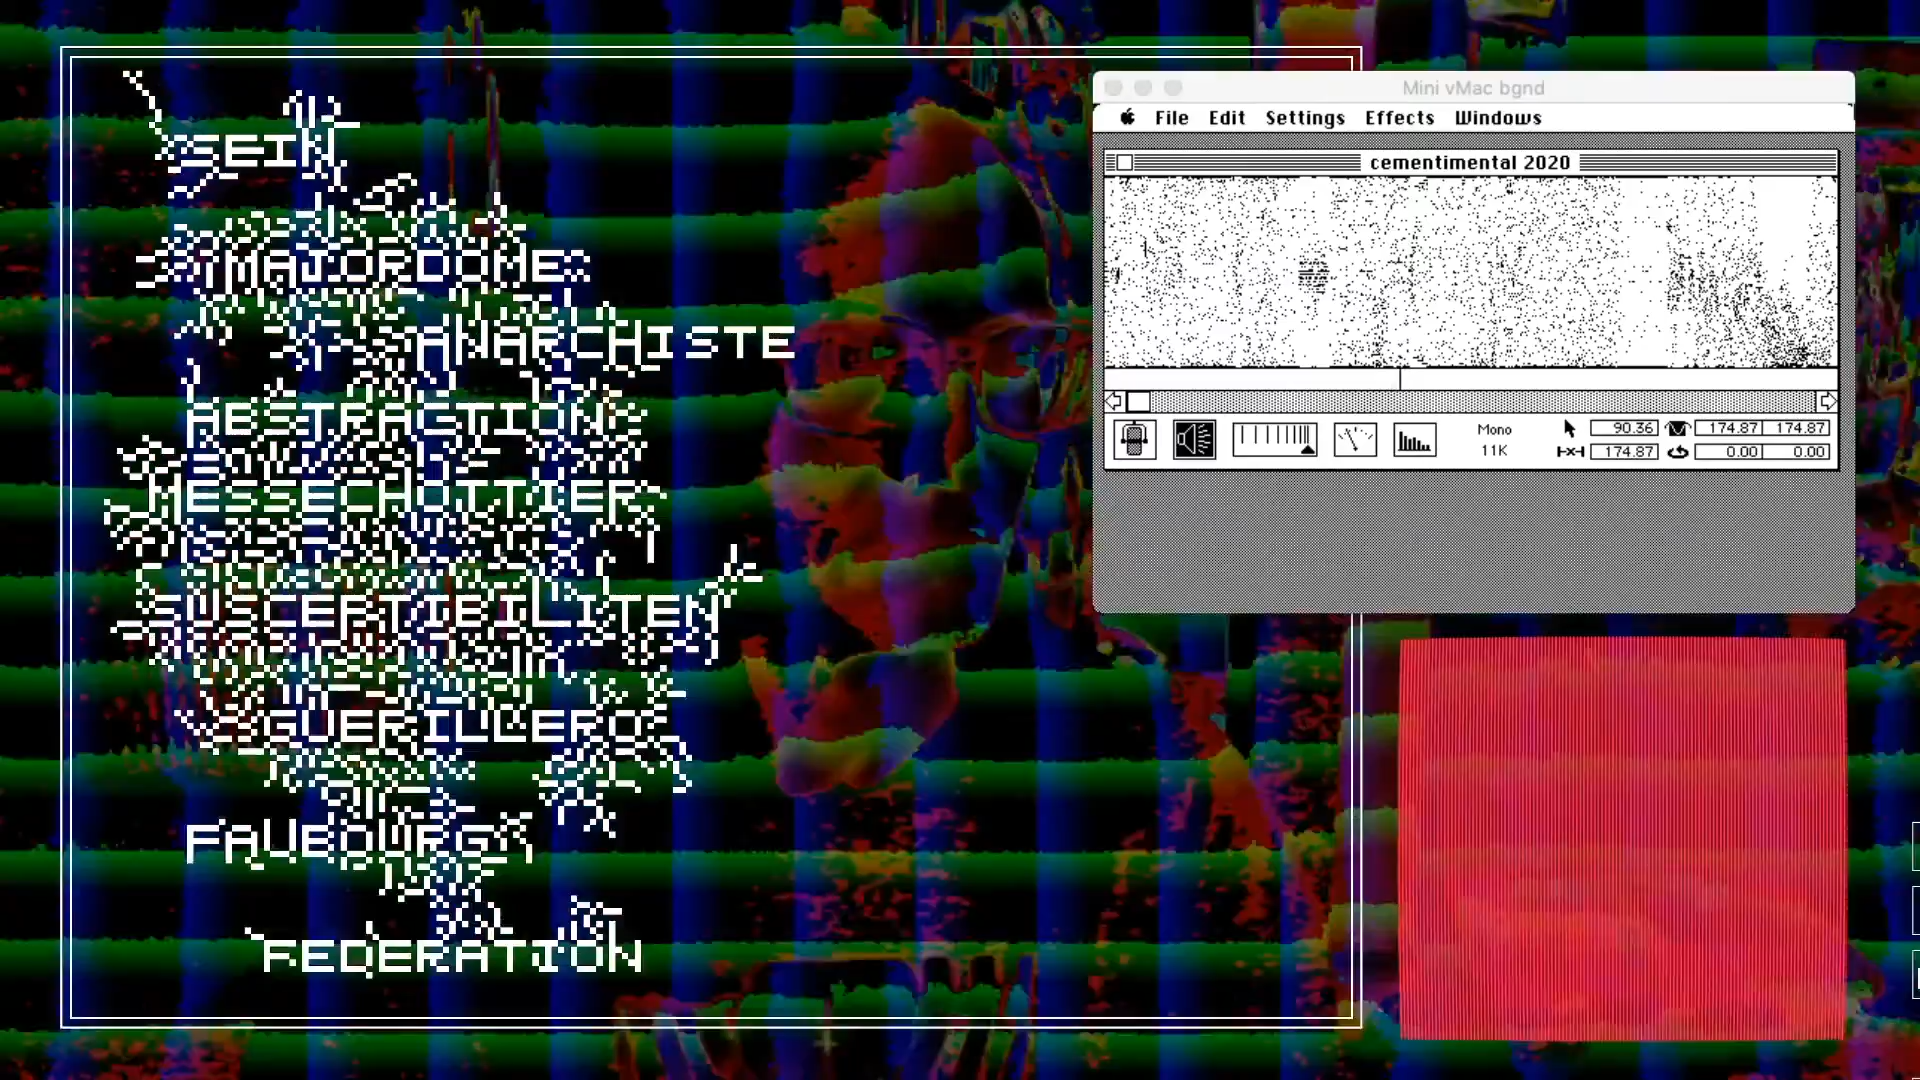 SEIN
MAJORDOME
ANARCHISTE
ABSTRACTION
SUSCEPTIBILITEN
GUERILLERO
FAUBOURG
FEDERATION
Mini vMac bgnd
File Edit Settings Effects Windows
cementimental 2020
Mono
11K
90.36 174.87 174.87
174.87 0.00 0.00